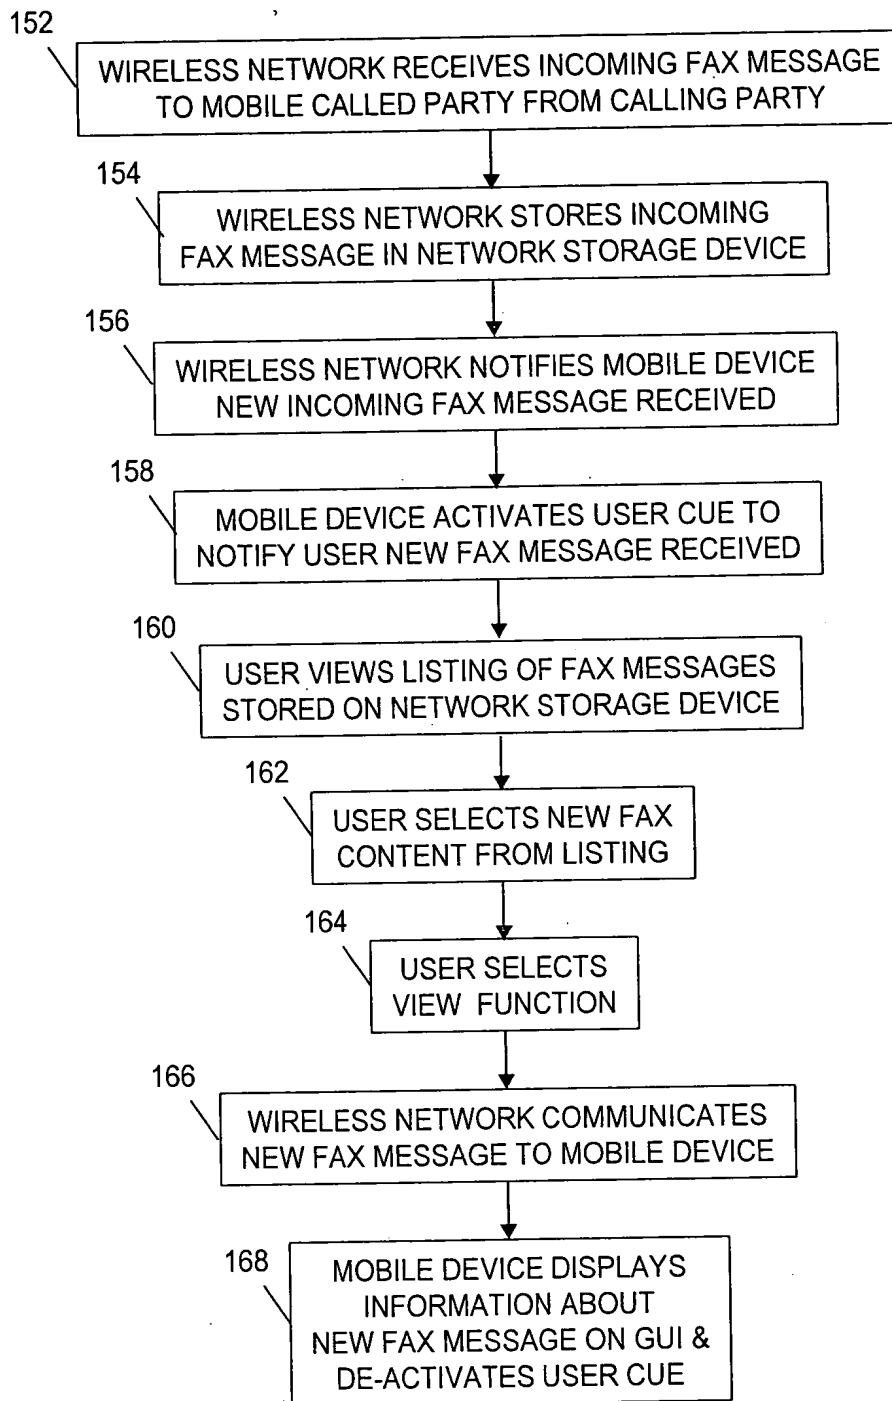 152
WIRELESS NETWORK RECEIVES INCOMING FAX MESSAGE
TO MOBILE CALLED PARTY FROM CALLING PARTY
154
WIRELESS NETWORK STORES INCOMING
FAX MESSAGE IN NETWORK STORAGE DEVICE
156
WIRELESS NETWORK NOTIFIES MOBILE DEVICE
NEW INCOMING FAX MESSAGE RECEIVED
158
MOBILE DEVICE ACTIVATES USER CUE TO
NOTIFY USER NEW FAX MESSAGE RECEIVED
160
USER VIEWS LISTING OF FAX MESSAGES
STORED ON NETWORK STORAGE DEVICE
162
USER SELECTS NEW FAX
CONTENT FROM LISTING
164
USER SELECTS
VIEW FUNCTION
166
WIRELESS NETWORK COMMUNICATES
NEW FAX MESSAGE TO MOBILE DEVICE
168
MOBILE DEVICE DISPLAYS
INFORMATION ABOUT
NEW FAX MESSAGE ON GUI &
DE-ACTIVATES USER CUE